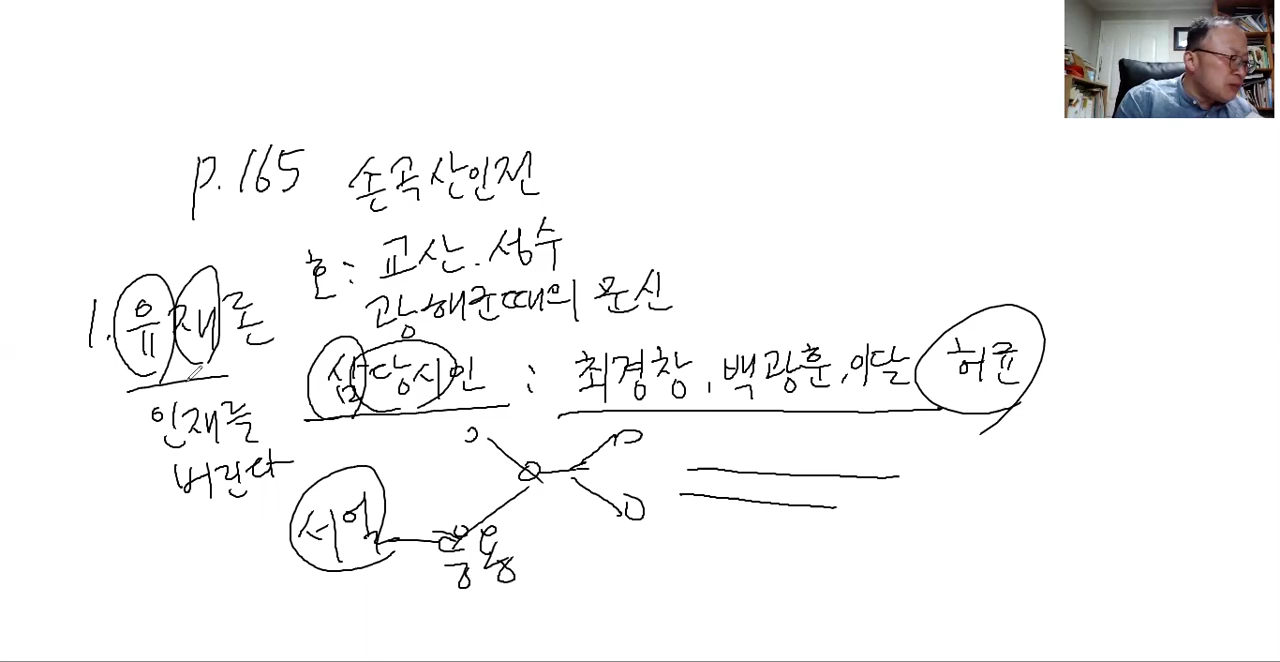 p.165 손곡산인전
호: 교산. 성수
광해군때의 문신
1. 유재론
삼당시인 : 최경창, 백광훈, 이달 허균
인재를
버린다
서얼
중용